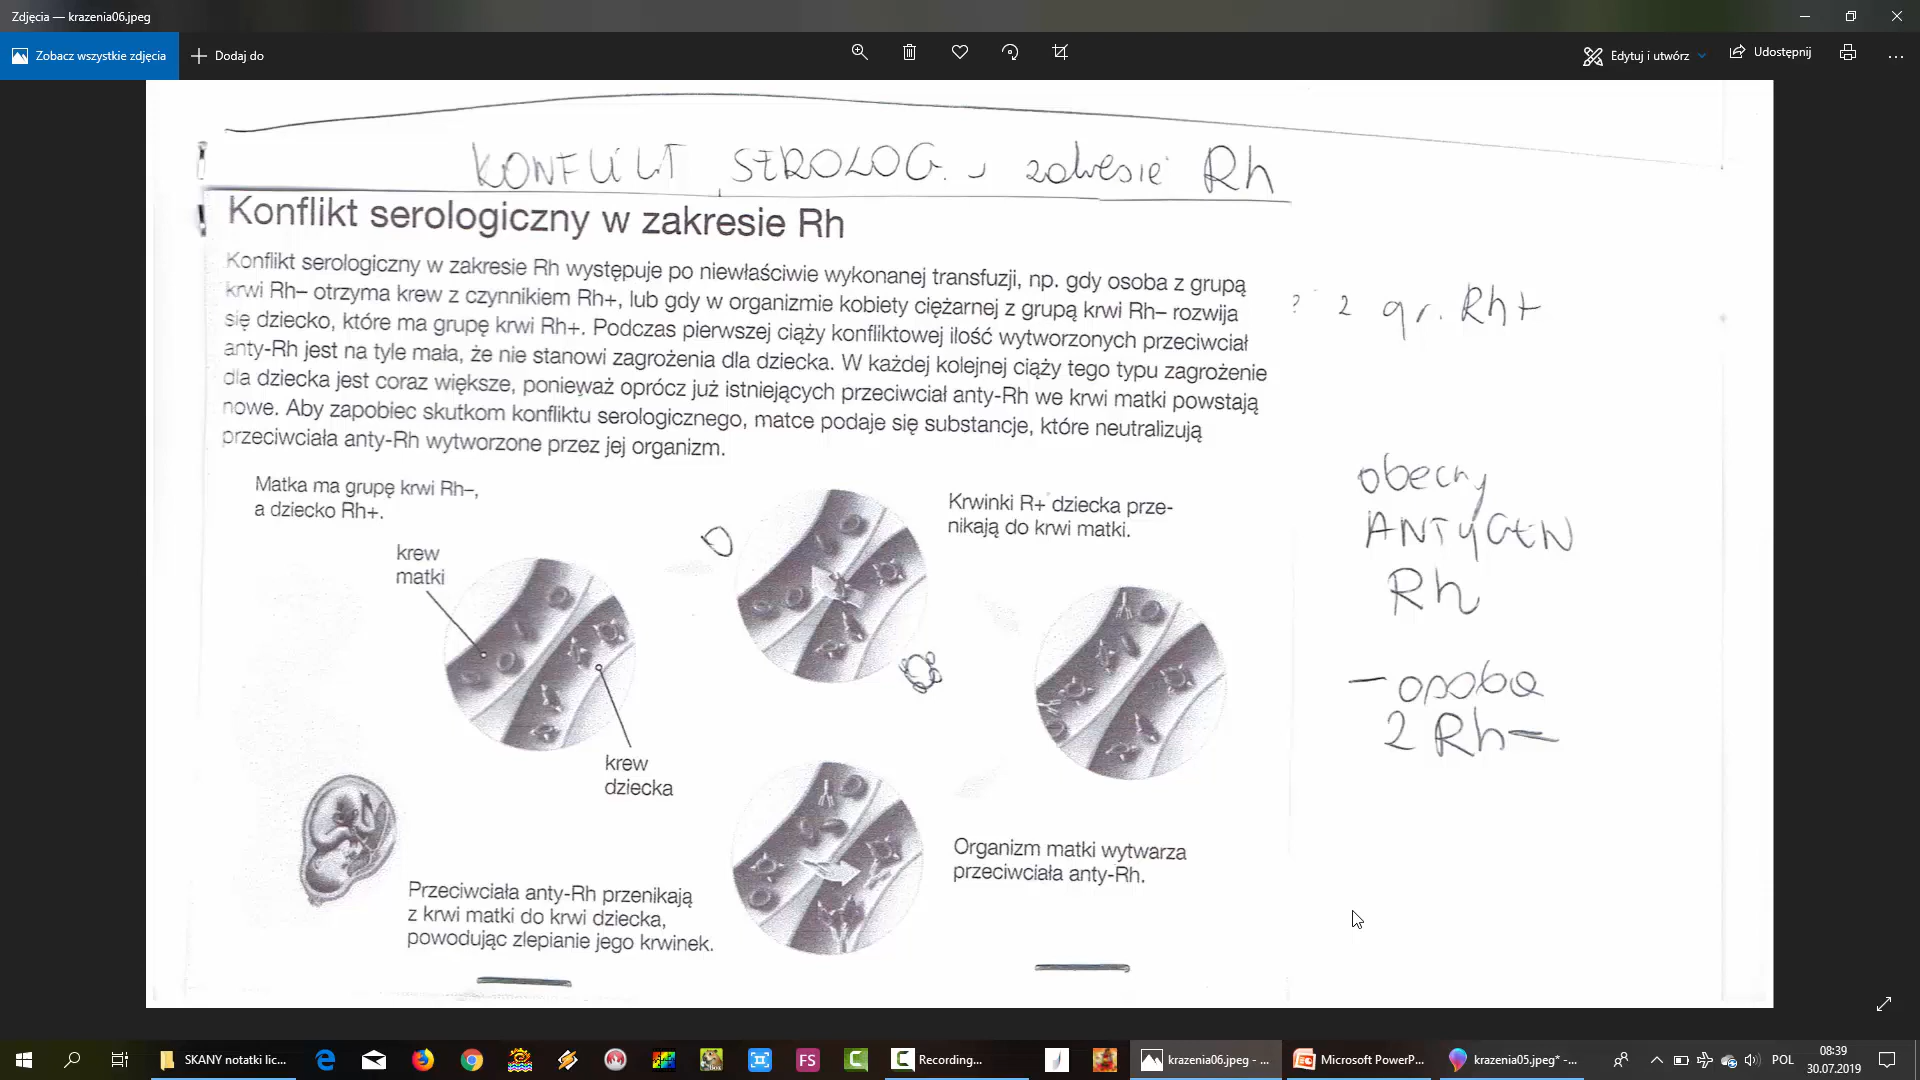 Zdjęcia — krazenia06.jpeg
Zobacz wszystkie zdjęcia
Dodaj do
Edytuj i utwórz
Udostępnij
KONFLIKT SEROLOG. w zakresie Rh
Konflikt serologiczny w zakresie Rh
Konflikt serologiczny w zakresie Rh występuje po niewłaściwie wykonanej transfuzji, np. gdy osoba z grupą
krwi Rh– otrzyma krew z czynnikiem Rh+, lub gdy w organizmie kobiety ciężarnej z grupą krwi Rh– rozwija
się dziecko, które ma grupę krwi Rh+. Podczas pierwszej ciąży konfliktowej ilość wytworzonych przeciwciał
anty-Rh jest na tyle mała, że nie stanowi zagrożenia dla dziecka. W każdej kolejnej ciąży tego typu zagrożenie
dla dziecka jest coraz większe, ponieważ oprócz już istniejących przeciwciał anty-Rh we krwi matki powstają
nowe. Aby zapobiec skutkom konfliktu serologicznego, matce podaje się substancje, które neutralizują
przeciwciała anty-Rh wytworzone przez jej organizm.
? z gr. Rh+
obecny
ANTYGEN
Rh
– osoba
z Rh–
Matka ma grupę krwi Rh–,
a dziecko Rh+.
krew
matki
krew
dziecka
Krwinki R+ dziecka prze-
nikają do krwi matki.
Organizm matki wytwarza
przeciwciała anty-Rh.
Przeciwciała anty-Rh przenikają
z krwi matki do krwi dziecka,
powodując zlepianie jego krwinek.
SKANY notatki lic...
FS
Recording...
krazenia06.jpeg - ...
Microsoft PowerP...
krazenia05.jpeg* -...
POL
08:39
30.07.2019